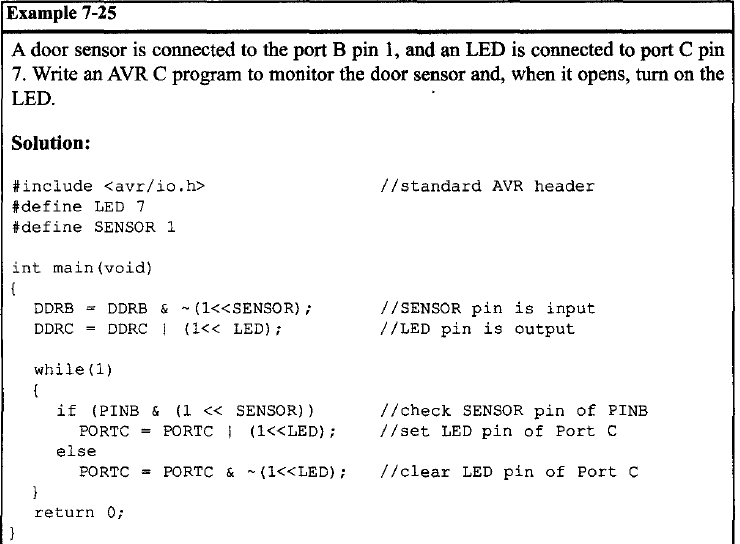 Example 7-25
A door sensor is connected to the port B pin 1, and an LED is connected to port C pin
7. Write an AVR C program to monitor the door sensor and, when it opens, turn on the
LED.
Solution:
#include <avr/io.h> //standard AVR header
#define LED 7
#define SENSOR 1
int main(void)
{
DDRB = DDRB & ~(1<<SENSOR); //SENSOR pin is input
DDRC = DDRC | (1<< LED); //LED pin is output
while(1)
{
if (PINB & (1 << SENSOR)) //check SENSOR pin of PINB
PORTC = PORTC | (1<<LED); //set LED pin of Port C
else
PORTC = PORTC & ~(1<<LED); //clear LED pin of Port C
}
return 0;
}